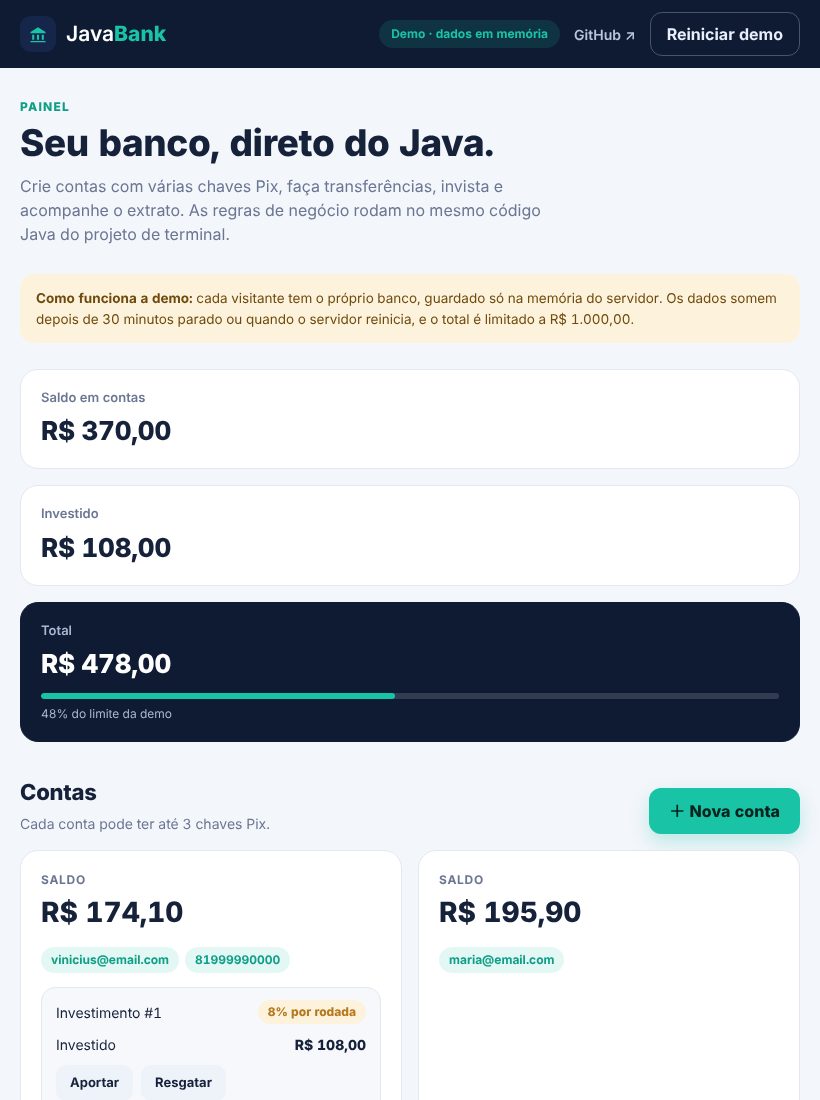 JavaBank
Demo · dados em memória
GitHub ↗
Reiniciar demo
PAINEL
Seu banco, direto do Java.
Crie contas com várias chaves Pix, faça transferências, invista e
acompanhe o extrato. As regras de negócio rodam no mesmo código
Java do projeto de terminal.
Como funciona a demo: cada visitante tem o próprio banco, guardado só na memória do servidor. Os dados somem
depois de 30 minutos parado ou quando o servidor reinicia, e o total é limitado a R$ 1.000,00.
Saldo em contas
R$ 370,00
Investido
R$ 108,00
Total
R$ 478,00
48% do limite da demo
Contas
Cada conta pode ter até 3 chaves Pix.
+ Nova conta
SALDO
R$ 174,10
vinicius@email.com
81999990000
Investimento #1
8% por rodada
Investido
R$ 108,00
Aportar
Resgatar
SALDO
R$ 195,90
maria@email.com